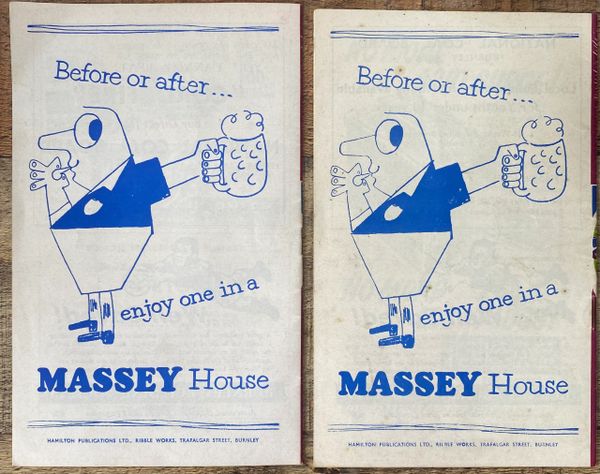 Before or after...
enjoy one in a
MASSEY House
HAMILTON PUBLICATIONS LTD., RIBBLE WORKS, TRAFALGAR STREET, BURNLEY
Before or after...
enjoy one in a
MASSEY House
HAMILTON PUBLICATIONS LTD., RIBBLE WORKS, TRAFALGAR STREET, BURNLEY